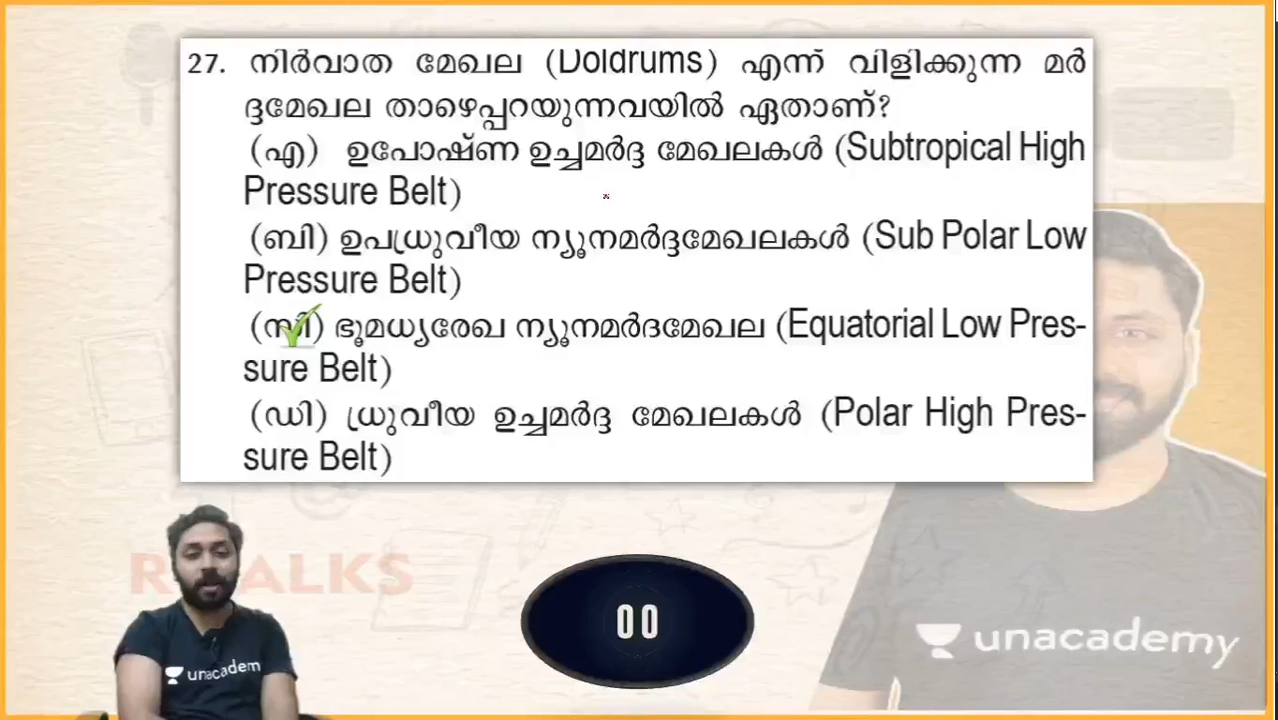 27. നിർവാത മേഖല (Doldrums) എന്ന് വിളിക്കുന്ന മർ
ദ്ദമേഖല താഴെപ്പറയുന്നവയിൽ ഏതാണ്?
(എ) ഉപോഷ്ണ ഉച്ചമർദ്ദ മേഖലകൾ (Subtropical High
Pressure Belt)
(ബി) ഉപധ്രുവീയ ന്യൂനമർദ്ദമേഖലകൾ (Sub Polar Low
Pressure Belt)
(സി) ഭൂമധ്യരേഖ ന്യൂനമർദമേഖല (Equatorial Low Pres-
sure Belt)
(ഡി) ധ്രുവീയ ഉച്ചമർദ്ദ മേഖലകൾ (Polar High Pres-
sure Belt)
00
unacademy
unacademy